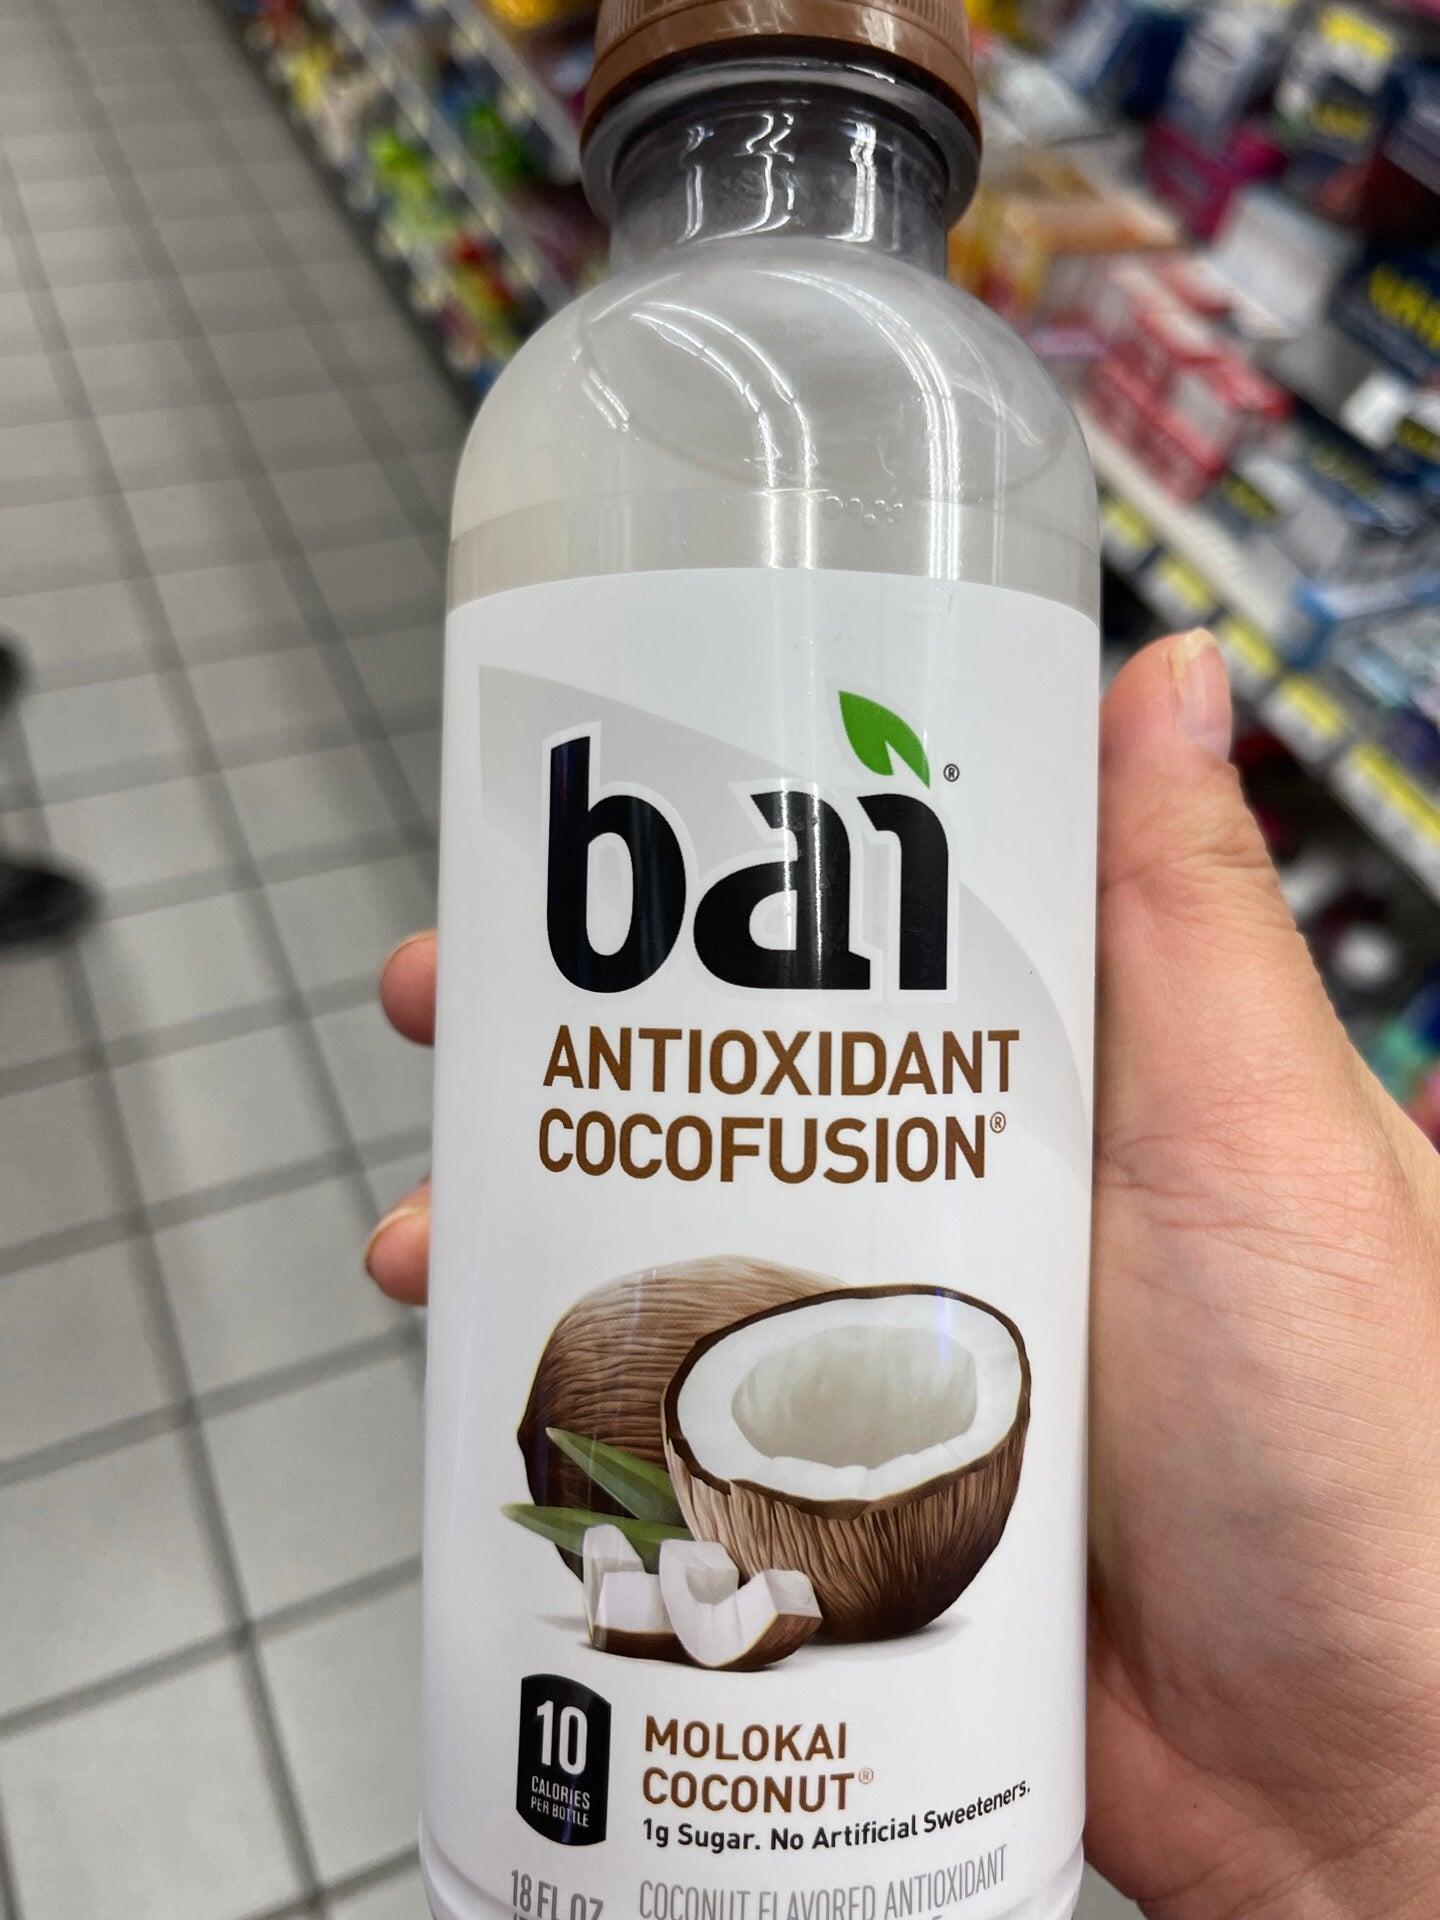 bai®
ANTIOXIDANT
COCOFUSION®
10
CALORIES
PER BOTTLE
MOLOKAI
COCONUT®
1g Sugar. No Artificial Sweeteners.
18 FL OZ
COCONUT FLAVORED ANTIOXIDANT